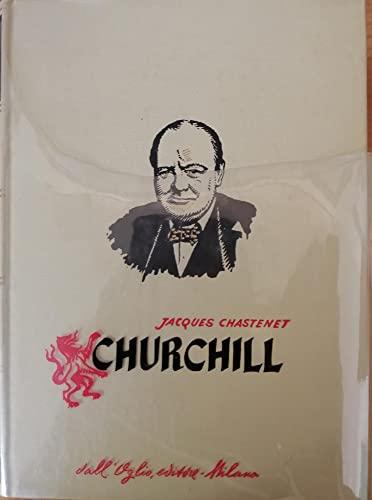 JACQUES CHASTENET
CHURCHILL
dall'Oglio, editore-Milano